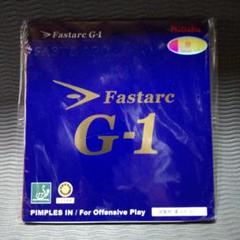 Fastarc G-1
Nittaku
Fastarc
G-1
PIMPLES IN / For Offensive Play